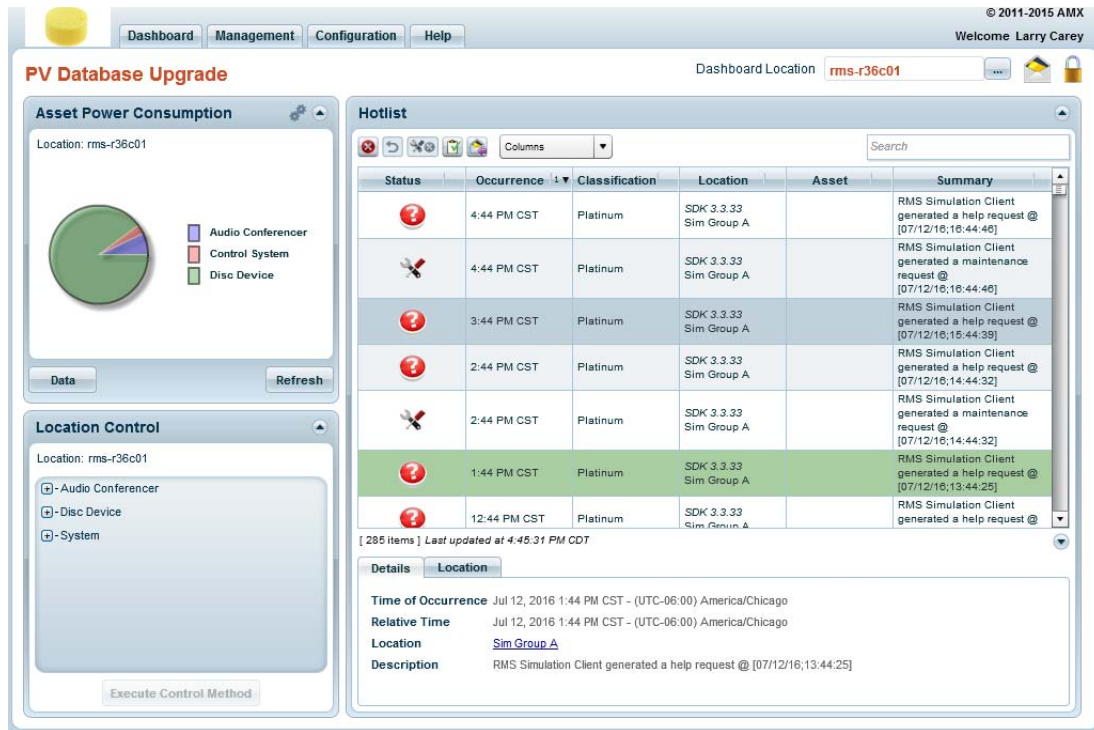 © 2011-2015 AMX
Dashboard Management Configuration Help
Welcome Larry Carey
PV Database Upgrade
Dashboard Location rms-r36c01 ...
Asset Power Consumption
Location: rms-r36c01
Audio Conferencer
Control System
Disc Device
Data Refresh
Location Control
Location: rms-r36c01
Audio Conferencer
Disc Device
System
Execute Control Method
Hotlist
Columns Search
Status Occurrence 1 Classification Location Asset Summary
4:44 PM CST Platinum SDK 3.3.33
Sim Group A
RMS Simulation Client
generated a help request @
[07/12/16;16:44:46]
4:44 PM CST Platinum SDK 3.3.33
Sim Group A
RMS Simulation Client
generated a maintenance
request @
[07/12/16;16:44:46]
3:44 PM CST Platinum SDK 3.3.33
Sim Group A
RMS Simulation Client
generated a help request @
[07/12/16;15:44:39]
2:44 PM CST Platinum SDK 3.3.33
Sim Group A
RMS Simulation Client
generated a help request @
[07/12/16;14:44:32]
2:44 PM CST Platinum SDK 3.3.33
Sim Group A
RMS Simulation Client
generated a maintenance
request @
[07/12/16;14:44:32]
1:44 PM CST Platinum SDK 3.3.33
Sim Group A
RMS Simulation Client
generated a help request @
[07/12/16;13:44:25]
12:44 PM CST Platinum SDK 3.3.33
Sim Group A
RMS Simulation Client
generated a help request @
[ 285 items ] Last updated at 4:45:31 PM CDT
Details Location
Time of Occurrence Jul 12, 2016 1:44 PM CST - (UTC-06:00) America/Chicago
Relative Time Jul 12, 2016 1:44 PM CST - (UTC-06:00) America/Chicago
Location Sim Group A
Description RMS Simulation Client generated a help request @ [07/12/16;13:44:25]